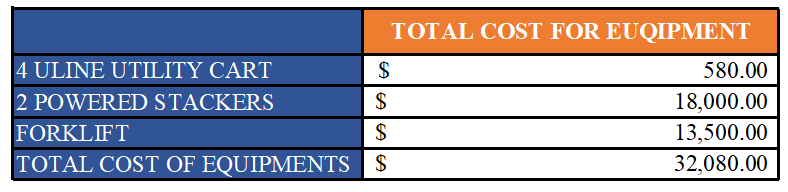 TOTAL COST FOR EUQIPMENT
4 ULINE UTILITY CART $ 580.00
2 POWERED STACKERS $ 18,000.00
FORKLIFT $ 13,500.00
TOTAL COST OF EQUIPMENTS $ 32,080.00